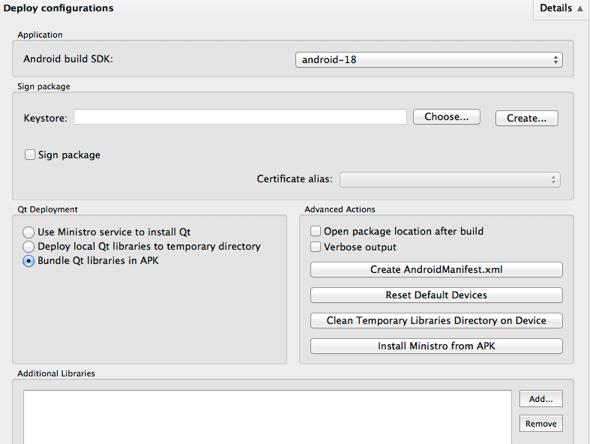 Deploy configurations
Details
Application
Android build SDK:
android-18
Sign package
Keystore:
Choose...
Create...
Sign package
Certificate alias:
Qt Deployment
Use Ministro service to install Qt
Deploy local Qt libraries to temporary directory
Bundle Qt libraries in APK
Advanced Actions
Open package location after build
Verbose output
Create AndroidManifest.xml
Reset Default Devices
Clean Temporary Libraries Directory on Device
Install Ministro from APK
Additional Libraries
Add...
Remove